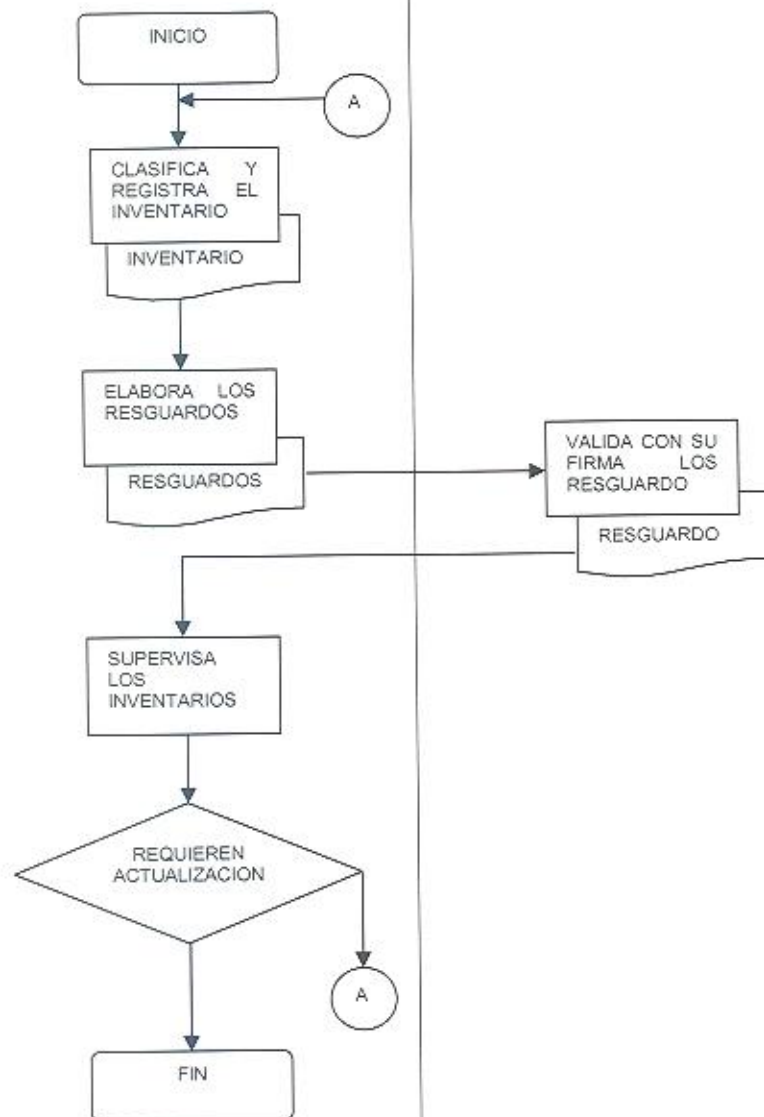 INICIO
A
CLASIFICA Y
REGISTRA EL
INVENTARIO
INVENTARIO
ELABORA LOS
RESGUARDOS
RESGUARDOS
VALIDA CON SU
FIRMA LOS
RESGUARDO
RESGUARDO
SUPERVISA
LOS
INVENTARIOS
REQUIEREN
ACTUALIZACION
A
FIN